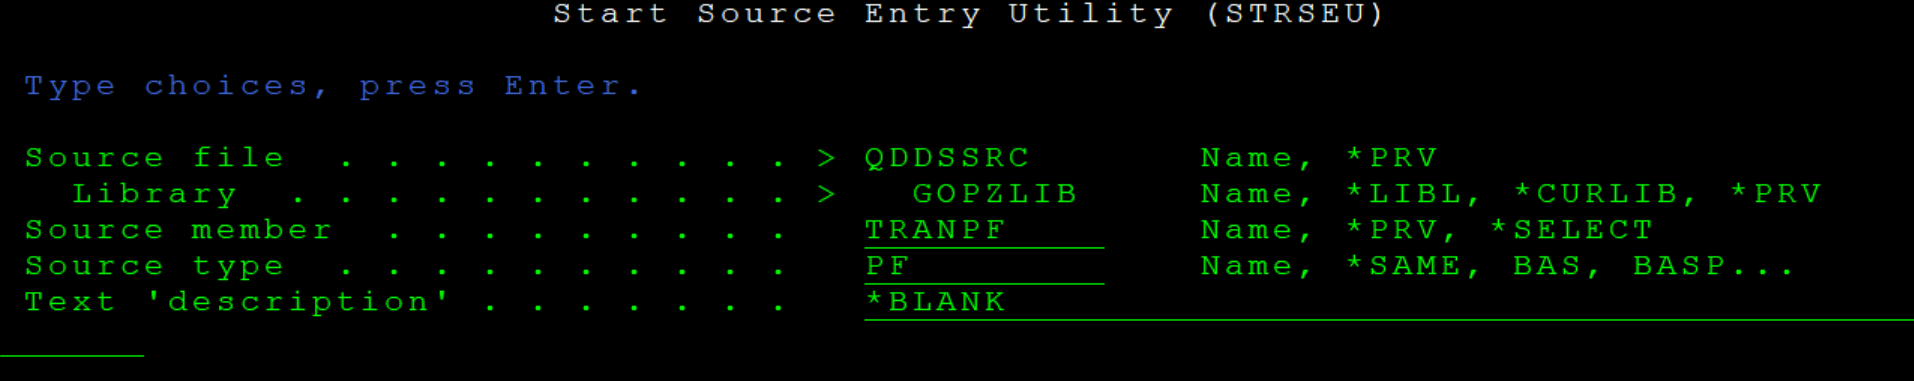 Start Source Entry Utility (STRSEU)
Type choices, press Enter.
Source file  . . . . . . . . . . > QDDSSRC       Name, *PRV
  Library  . . . . . . . . . . . >   GOPZLIB     Name, *LIBL, *CURLIB, *PRV
Source member  . . . . . . . . .   TRANPF        Name, *PRV, *SELECT
Source type  . . . . . . . . . .   PF            Name, *SAME, BAS, BASP...
Text 'description' . . . . . . .   *BLANK